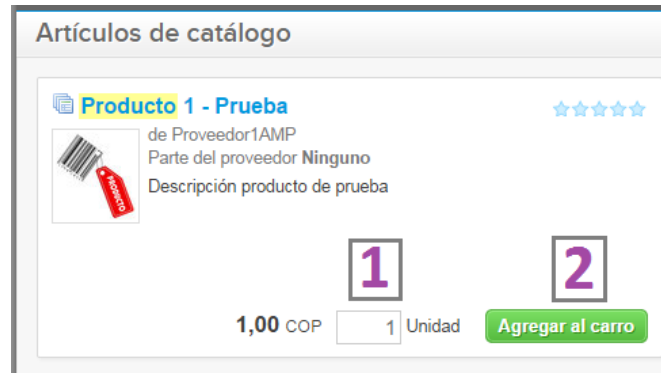 Artículos de catálogo
Producto 1 - Prueba
de Proveedor1AMP
Parte del proveedor Ninguno
Descripción producto de prueba
PRODUCTO
1 2
1,00 COP 1 Unidad Agregar al carro